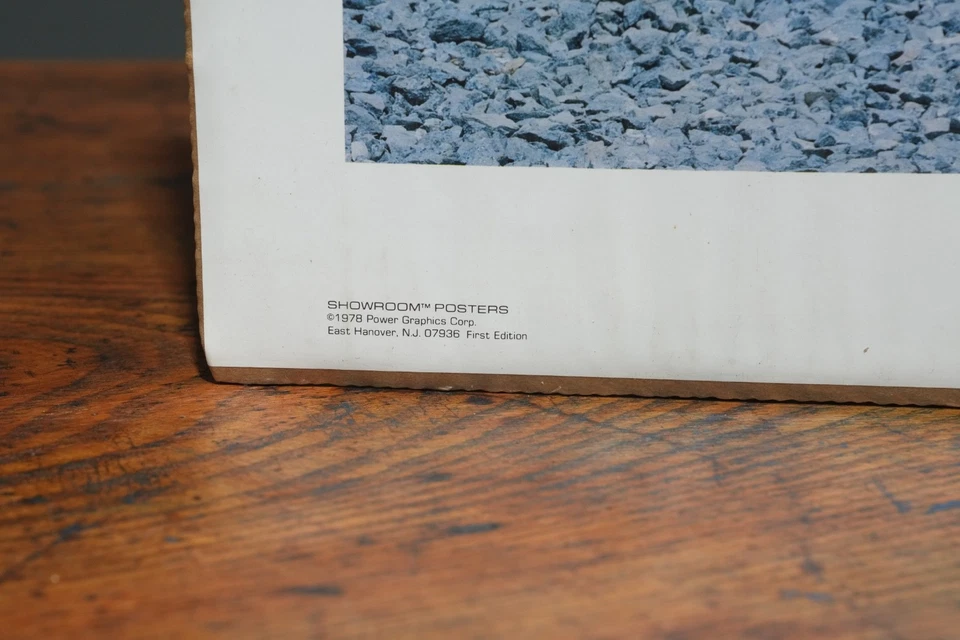 SHOWROOM™ POSTERS
©1978 Power Graphics Corp.
East Hanover, N.J. 07936 First Edition